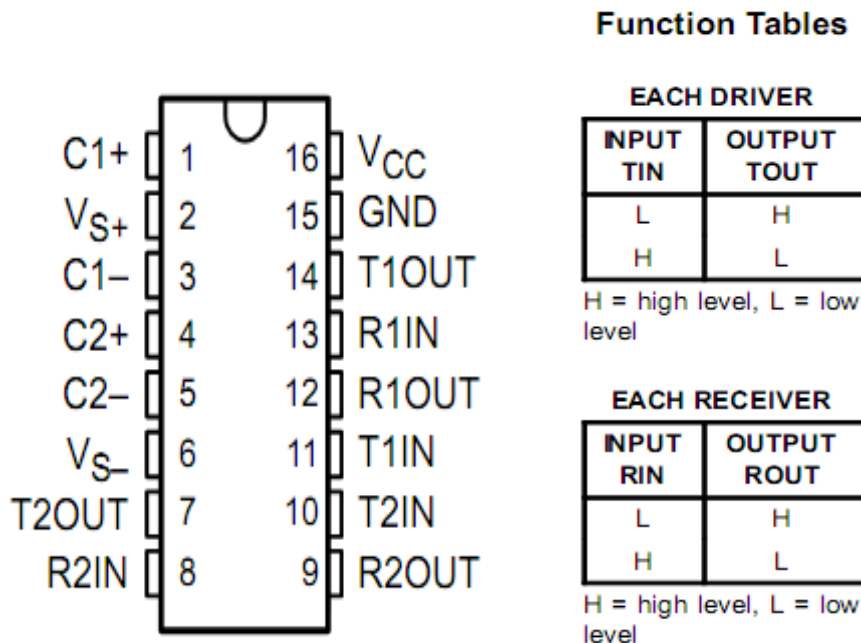 Function Tables
C1+ 1 16 VCC
VS+ 2 15 GND
C1– 3 14 T1OUT
C2+ 4 13 R1IN
C2– 5 12 R1OUT
VS– 6 11 T1IN
T2OUT 7 10 T2IN
R2IN 8 9 R2OUT
EACH DRIVER
INPUT OUTPUT
TIN TOUT
L H
H L
H = high level, L = low
level
EACH RECEIVER
INPUT OUTPUT
RIN ROUT
L H
H L
H = high level, L = low
level